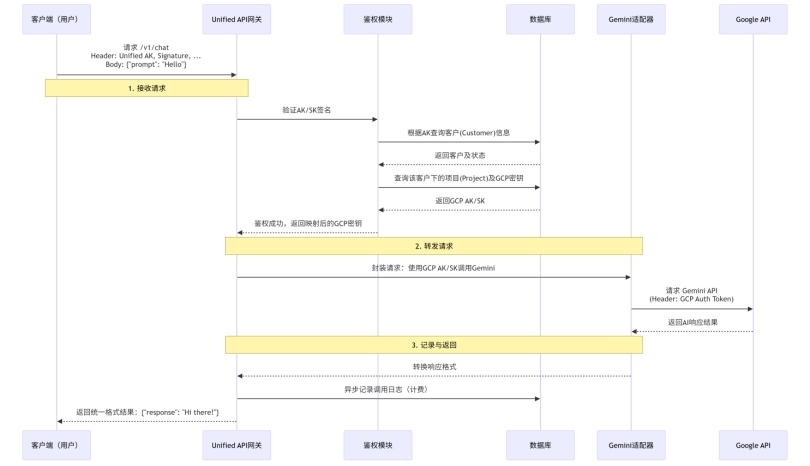 客户端（用户）
Unified API网关
鉴权模块
数据库
Gemini适配器
Google API
请求 /v1/chat
Header: Unified AK, Signature, ...
Body: {"prompt": "Hello"}
1. 接收请求
验证AK/SK签名
根据AK查询客户(Customer)信息
返回客户及状态
查询该客户下的项目(Project)及GCP密钥
返回GCP AK/SK
鉴权成功，返回映射后的GCP密钥
2. 转发请求
封装请求：使用GCP AK/SK调用Gemini
请求 Gemini API
(Header: GCP Auth Token)
返回AI响应结果
3. 记录与返回
转换响应格式
异步记录调用日志（计费）
返回统一格式结果：{"response": "Hi there!"}
客户端（用户）
Unified API网关
鉴权模块
数据库
Gemini适配器
Google API